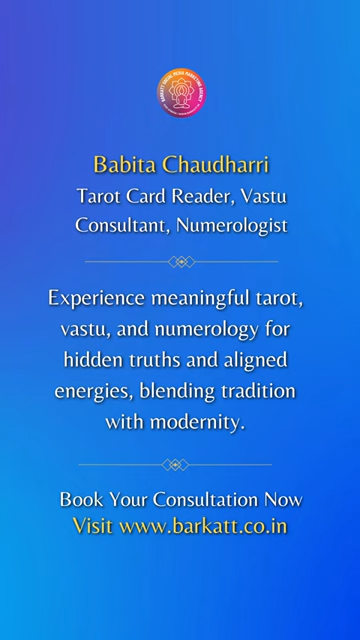 Babita Chaudharri
Tarot Card Reader, Vastu
Consultant, Numerologist
Experience meaningful tarot,
vastu, and numerology for
hidden truths and aligned
energies, blending tradition
with modernity.
Book Your Consultation Now
Visit www.barkatt.co.in